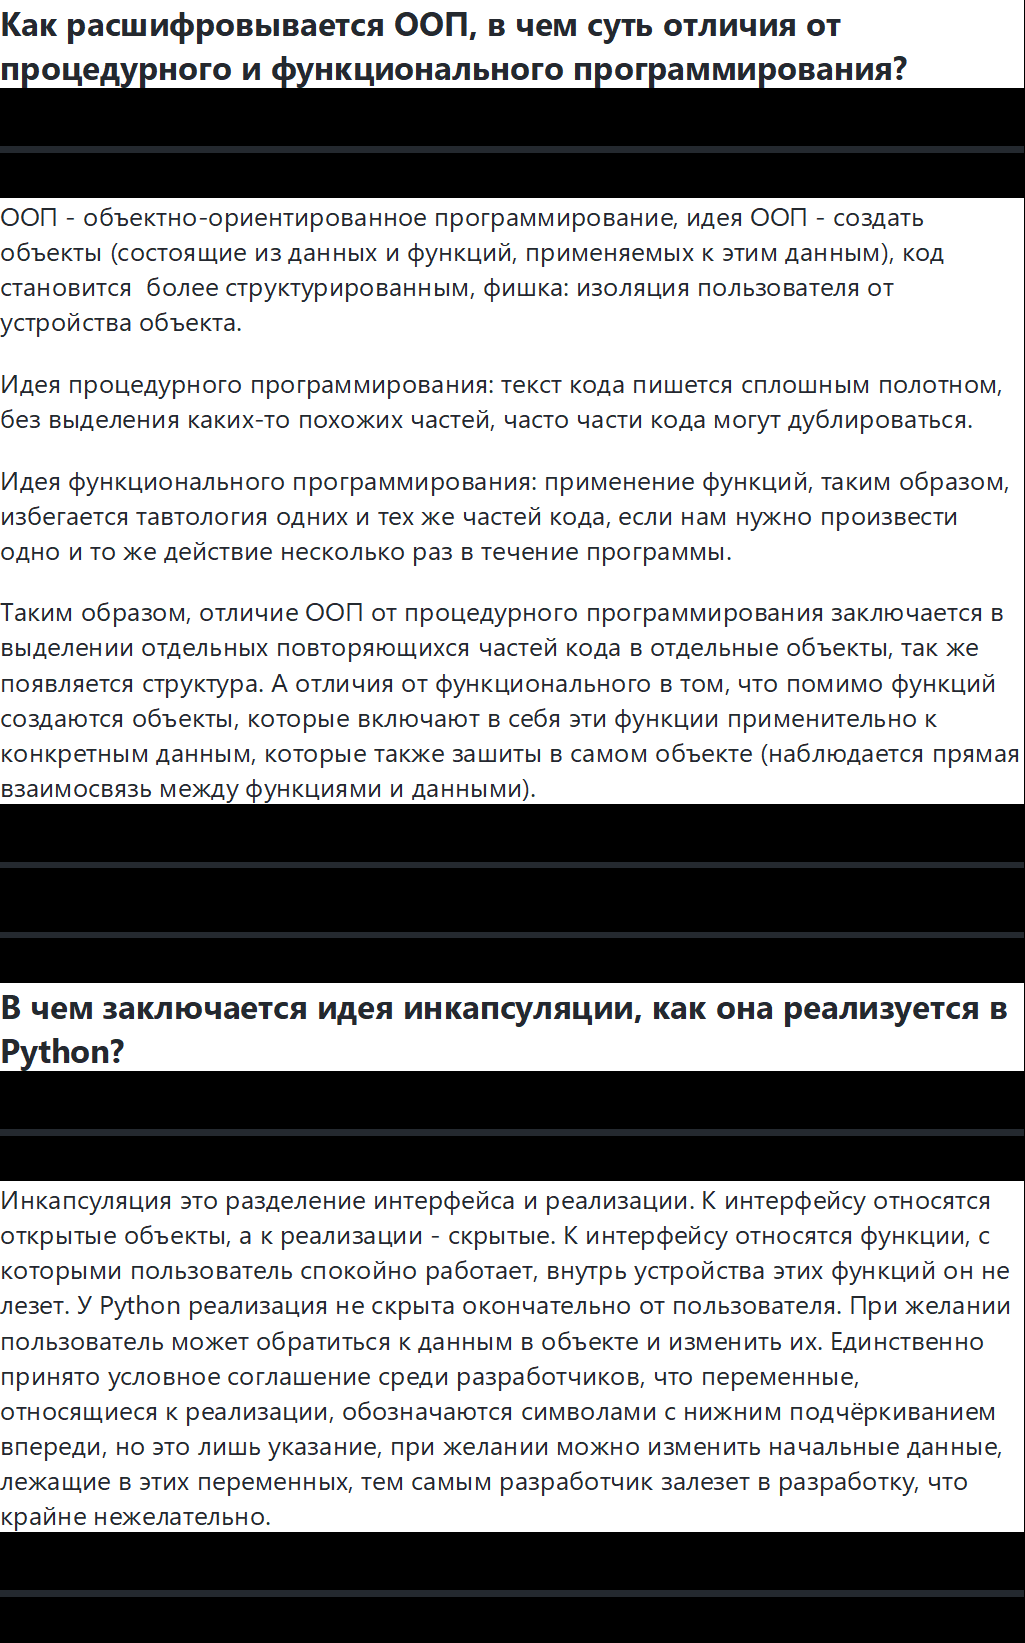 Как расшифровывается ООП, в чем суть отличия от
процедурного и функционального программирования?
ООП - объектно-ориентированное программирование, идея ООП - создать
объекты (состоящие из данных и функций, применяемых к этим данным), код
становится  более структурированным, фишка: изоляция пользователя от
устройства объекта.
Идея процедурного программирования: текст кода пишется сплошным полотном,
без выделения каких-то похожих частей, часто части кода могут дублироваться.
Идея функционального программирования: применение функций, таким образом,
избегается тавтология одних и тех же частей кода, если нам нужно произвести
одно и то же действие несколько раз в течение программы.
Таким образом, отличие ООП от процедурного программирования заключается в
выделении отдельных повторяющихся частей кода в отдельные объекты, так же
появляется структура. А отличия от функционального в том, что помимо функций
создаются объекты, которые включают в себя эти функции применительно к
конкретным данным, которые также зашиты в самом объекте (наблюдается прямая
взаимосвязь между функциями и данными).
В чем заключается идея инкапсуляции, как она реализуется в
Python?
Инкапсуляция это разделение интерфейса и реализации. К интерфейсу относятся
открытые объекты, а к реализации - скрытые. К интерфейсу относятся функции, с
которыми пользователь спокойно работает, внутрь устройства этих функций он не
лезет. У Python реализация не скрыта окончательно от пользователя. При желании
пользователь может обратиться к данным в объекте и изменить их. Единственно
принято условное соглашение среди разработчиков, что переменные,
относящиеся к реализации, обозначаются символами с нижним подчёркиванием
впереди, но это лишь указание, при желании можно изменить начальные данные,
лежащие в этих переменных, тем самым разработчик залезет в разработку, что
крайне нежелательно.